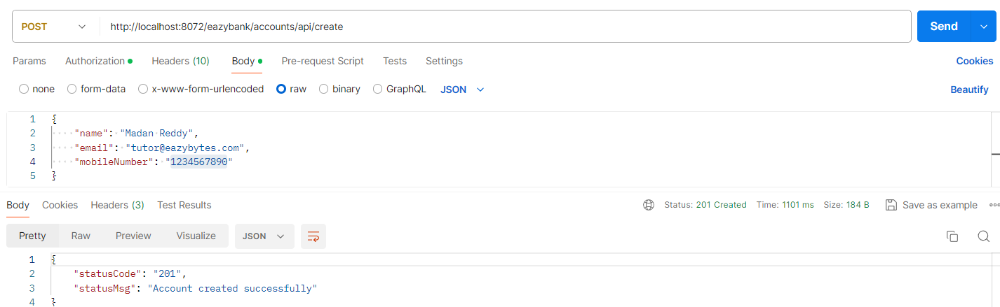 POST http://localhost:8072/eazybank/accounts/api/create Send
Params Authorization Headers (10) Body Pre-request Script Tests Settings Cookies
none form-data x-www-form-urlencoded raw binary GraphQL JSON Beautify
1 {
2 "name": "Madan Reddy",
3 "email": "tutor@eazybytes.com",
4 "mobileNumber": "1234567890"
5 }
Body Cookies Headers (3) Test Results Status: 201 Created Time: 1101 ms Size: 184 B Save as example
Pretty Raw Preview Visualize JSON
1 {
2 "statusCode": "201",
3 "statusMsg": "Account created successfully"
4 }